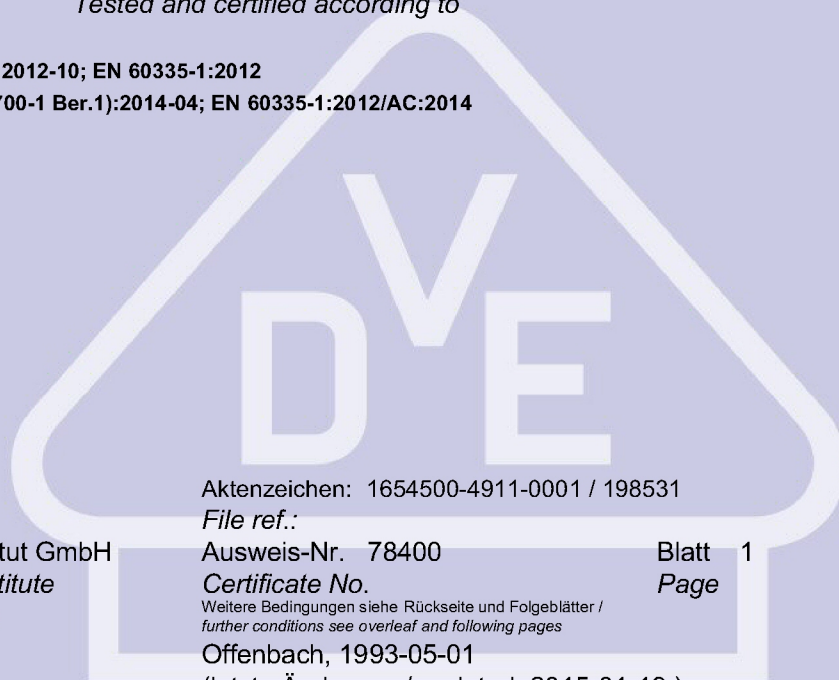 Tested and certified according to
2012-10; EN 60335-1:2012
700-1 Ber.1):2014-04; EN 60335-1:2012/AC:2014
VDE
Aktenzeichen: 1654500-4911-0001 / 198531
File ref.:
tut GmbH Ausweis-Nr. 78400 Blatt 1
titute Certificate No. Page
Weitere Bedingungen siehe Rückseite und Folgeblätter /
further conditions see overleaf and following pages
Offenbach, 1993-05-01